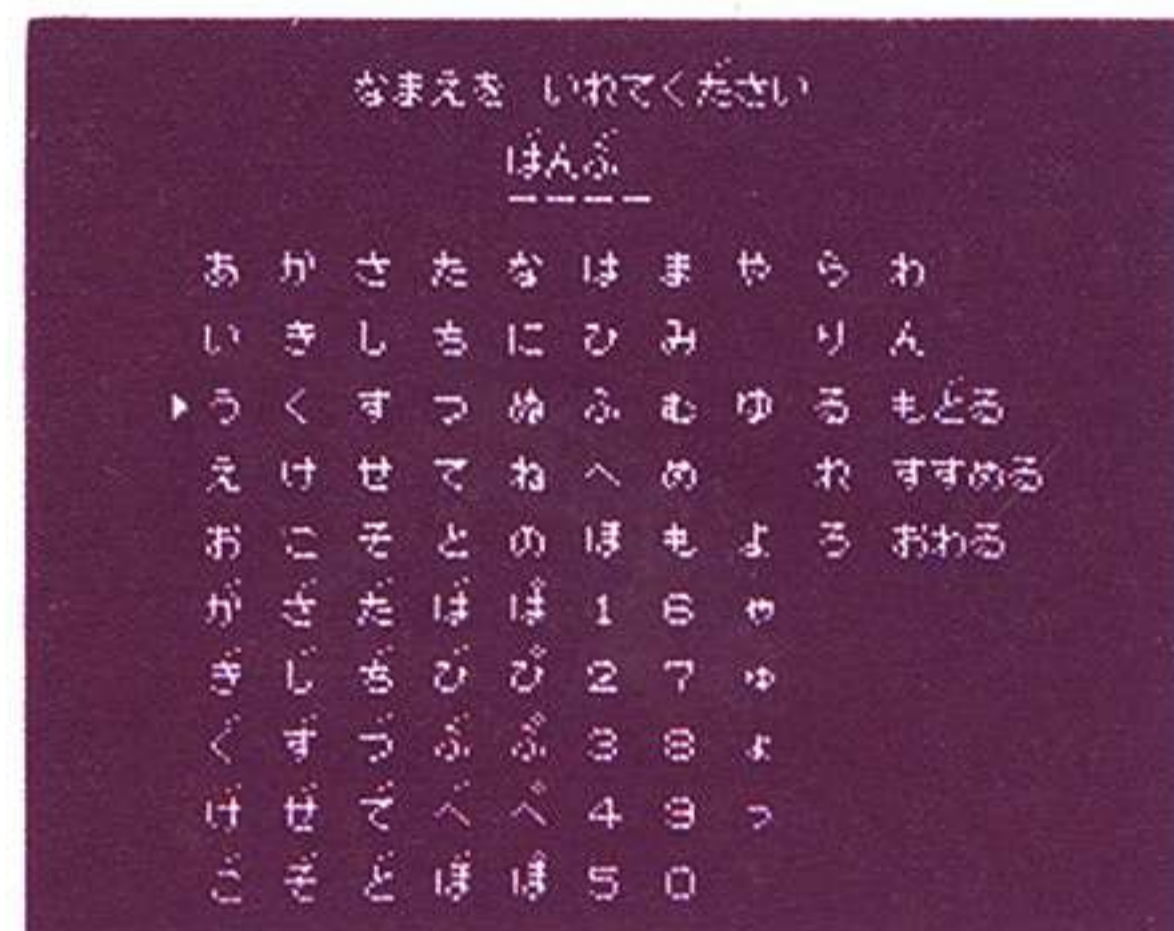 なまえを いれてください
ばんぶ
あ か さ た な は ま や ら わ
い き し ち に ひ み り ん
▶う く す つ ぬ ふ む ゆ る もどる
え け せ て ね へ め れ すすめる
お こ そ と の ほ も よ ろ おわる
が ざ だ ば ぱ 1 6 ゃ
ぎ じ ぢ び ぴ 2 7 ゅ
ぐ ず づ ぶ ぷ 3 8 ょ
げ ぜ で べ ぺ 4 9 っ
ご ぞ ど ぼ ぽ 5 0